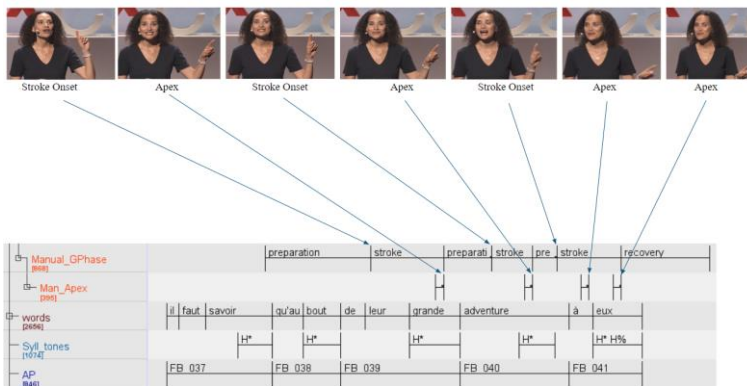 Stroke Onset Apex Stroke Onset Apex Stroke Onset Apex Apex
Manual_GPhase preparation stroke preparati stroke pre stroke recovery
Man_Apex
words il faut savoir qu'au bout de leur grande adventure à eux
[2656]
Syll_tones H* H* H* H* H* H%
[1074]
AP FB_037 FB_038 FB_039 FB_040 FB_041
[846]